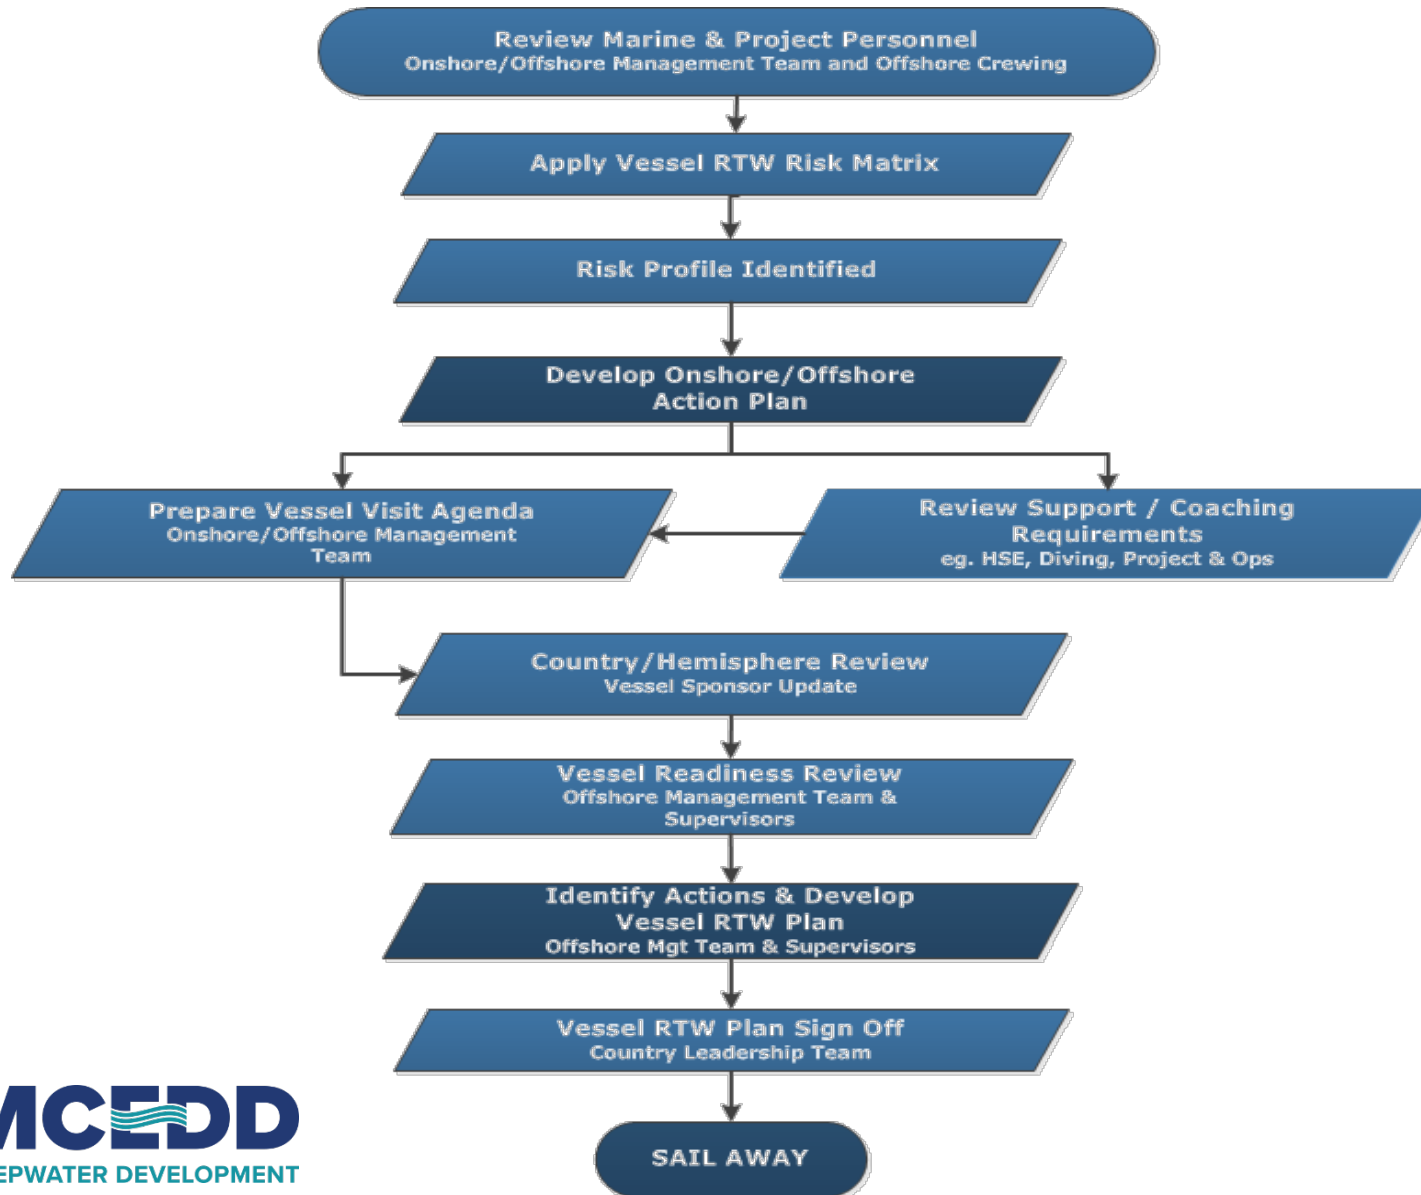 Review Marine & Project Personnel
Onshore/Offshore Management Team and Offshore Crewing
Apply Vessel RTW Risk Matrix
Risk Profile Identified
Develop Onshore/Offshore
Action Plan
Prepare Vessel Visit Agenda
Onshore/Offshore Management
Team
Review Support / Coaching
Requirements
eg. HSE, Diving, Project & Ops
Country/Hemisphere Review
Vessel Sponsor Update
Vessel Readiness Review
Offshore Management Team &
Supervisors
Identify Actions & Develop
Vessel RTW Plan
Offshore Mgt Team & Supervisors
Vessel RTW Plan Sign Off
Country Leadership Team
SAIL AWAY
MCEDD
EPWATER DEVELOPMENT